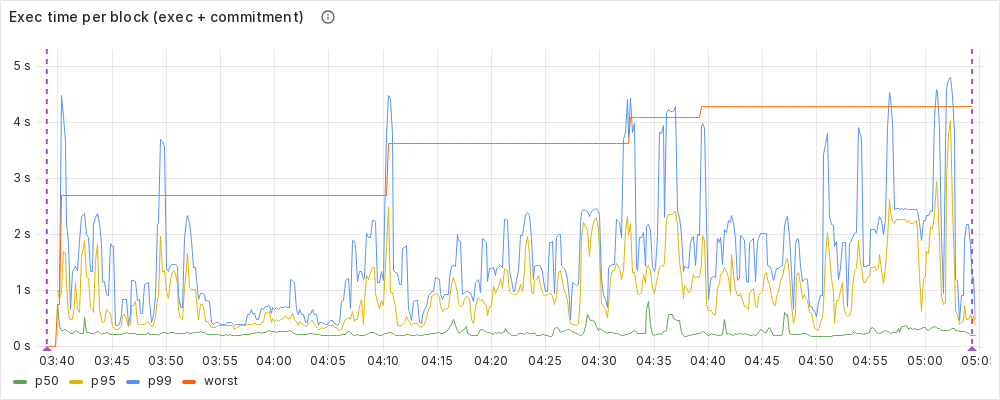 Exec time per block (exec + commitment)
5 s
4 s
3 s
2 s
1 s
0 s
03:40 03:45 03:50 03:55 04:00 04:05 04:10 04:15 04:20 04:25 04:30 04:35 04:40 04:45 04:50 04:55 05:00 05:0
p50 p95 p99 worst